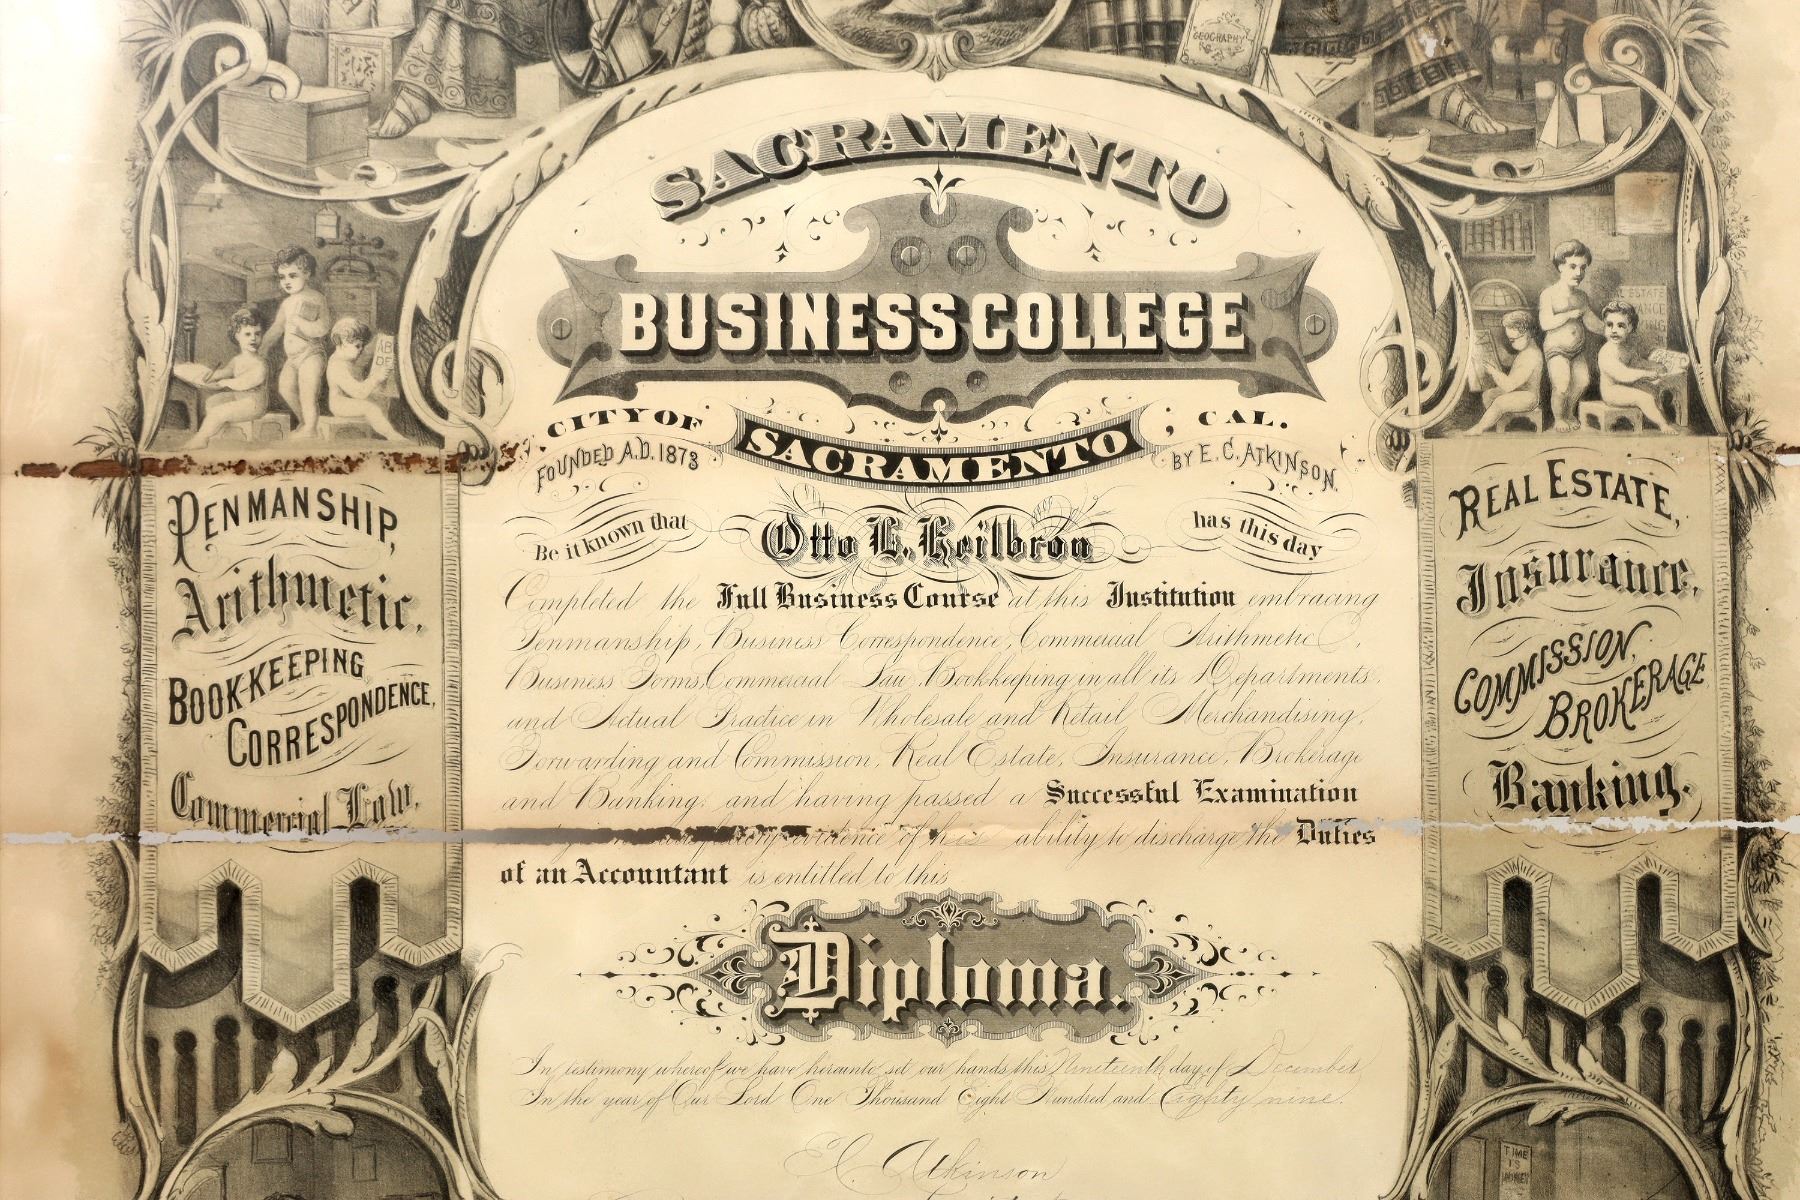 GEOGRAPHY
SACRAMENTO
BUSINESS COLLEGE
AB
DE
ESTATE
CITY OF SACRAMENTO ; CAL.
FOUNDED A.D. 1873 BY E. C. ATKINSON.
Be it known that Otto L. Heilbron has this day
Completed the Full Business Course at this Institution embracing
Penmanship, Business Correspondence, Commercial Arithmetic,
Business Forms, Commercial Law, Bookkeeping in all its Departments,
and Actual Practice in Wholesale and Retail Merchandising,
Forwarding and Commission, Real Estate, Insurance, Brokerage
and Banking; and having passed a Successful Examination
evidence of his ability to discharge the Duties
of an Accountant is entitled to this
Diploma.
In testimony whereof we have hereunto set our hands this Nineteenth day of December
In the year of Our Lord One Thousand Eight Hundred and Eighty nine.
E C Atkinson
PENMANSHIP,
Arithmetic,
BOOK-KEEPING
CORRESPONDENCE,
Commercial Law,
REAL ESTATE,
Insurance,
COMMISSION,
BROKERAGE
Banking.
TIME
IS
MONEY